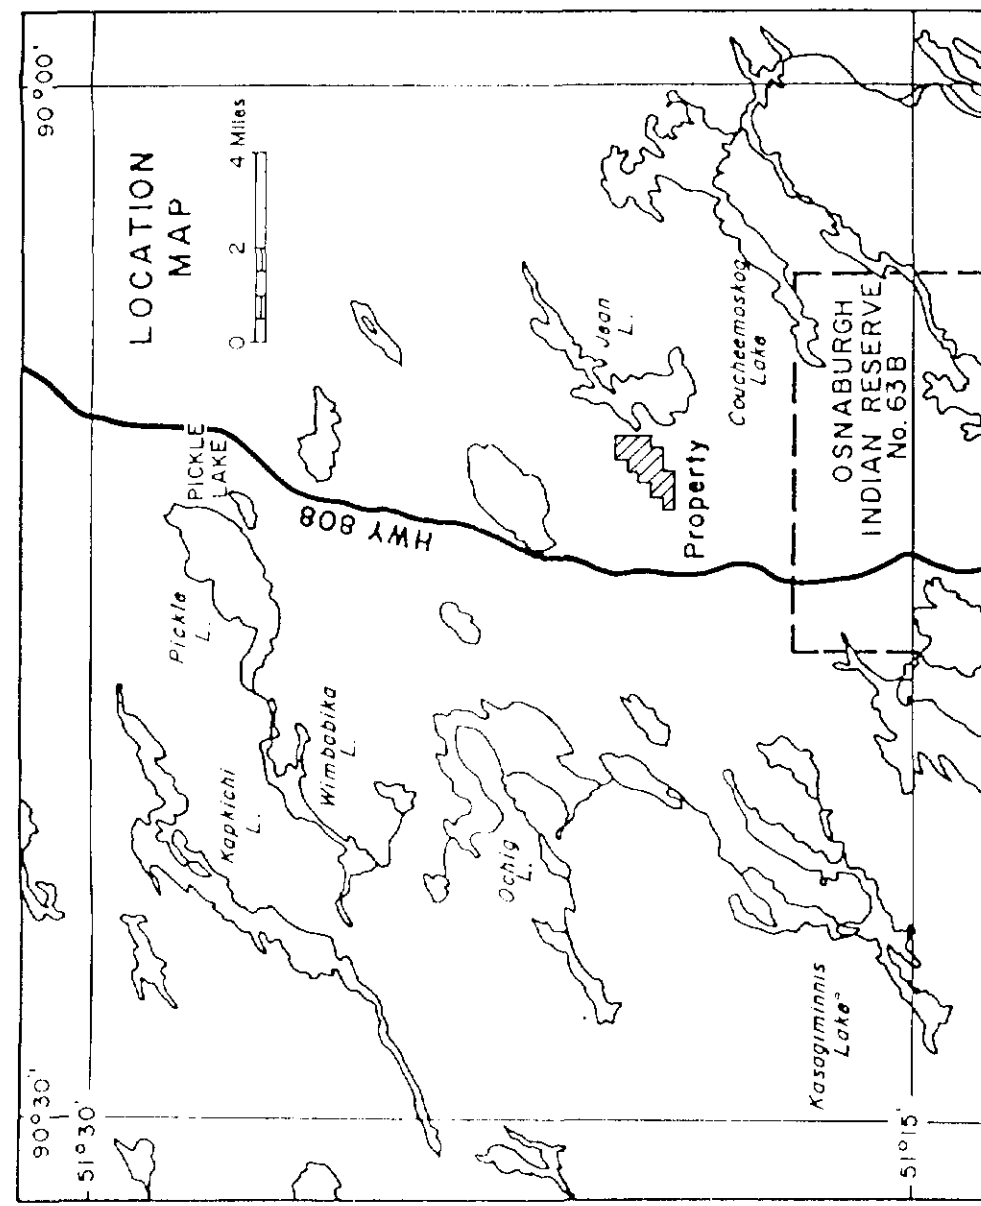 LOCATION
MAP
0 2 4 Miles
90°00'
90°30'
51°30'
51°15'
PICKLE
LAKE
HWY 808
Pickle
L.
Kapkichi
L.
Wimbabika
L.
Ochig
L.
Jean
L.
Property
Coucheemoskog
Lake
OSNABURGH
INDIAN RESERVE
No. 63B
Kasagiminnis
Lake